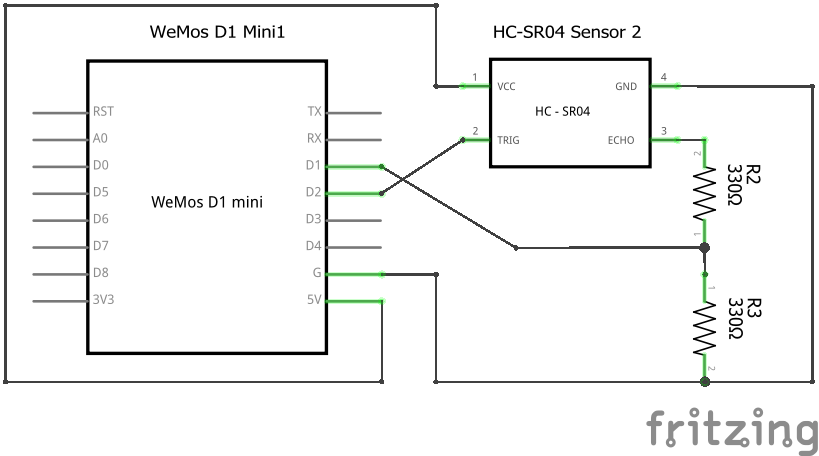 WeMos D1 Mini1
HC-SR04 Sensor 2
1
VCC
GND
4
HC - SR04
2
TRIG
ECHO
3
RST
A0
D0
D5
D6
D7
D8
3V3
WeMos D1 mini
TX
RX
D1
D2
D3
D4
G
5V
2
1
R2
330Ω
1
2
R3
330Ω
fritzing